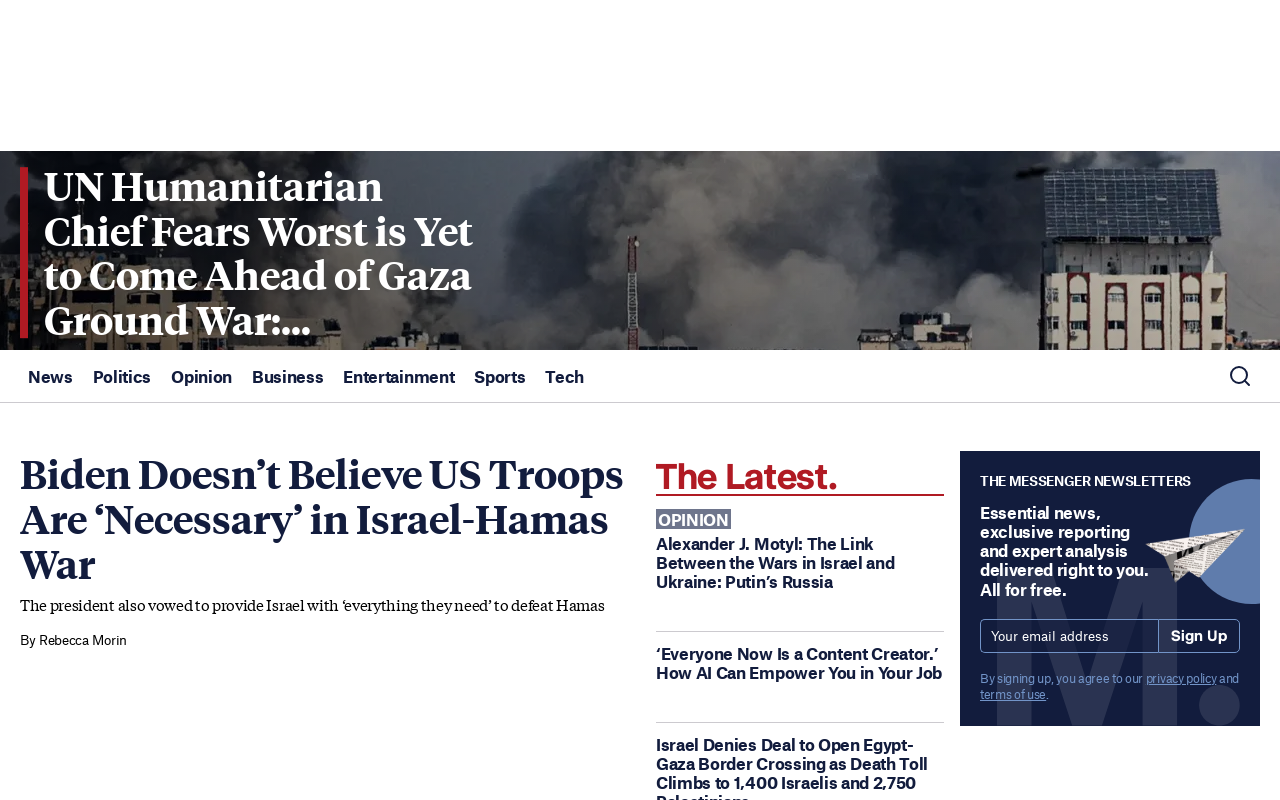 UN Humanitarian
Chief Fears Worst is Yet
to Come Ahead of Gaza
Ground War:...
News Politics Opinion Business Entertainment Sports Tech
Biden Doesn’t Believe US Troops
Are ‘Necessary’ in Israel-Hamas
War
The president also vowed to provide Israel with ‘everything they need’ to defeat Hamas
By Rebecca Morin
The Latest.
OPINION
Alexander J. Motyl: The Link
Between the Wars in Israel and
Ukraine: Putin’s Russia
‘Everyone Now Is a Content Creator.’
How AI Can Empower You in Your Job
Israel Denies Deal to Open Egypt-
Gaza Border Crossing as Death Toll
Climbs to 1,400 Israelis and 2,750
Palestinians
THE MESSENGER NEWSLETTERS
Essential news,
exclusive reporting
and expert analysis
delivered right to you.
All for free.
M.
Your email address Sign Up
By signing up, you agree to our privacy policy and
terms of use.